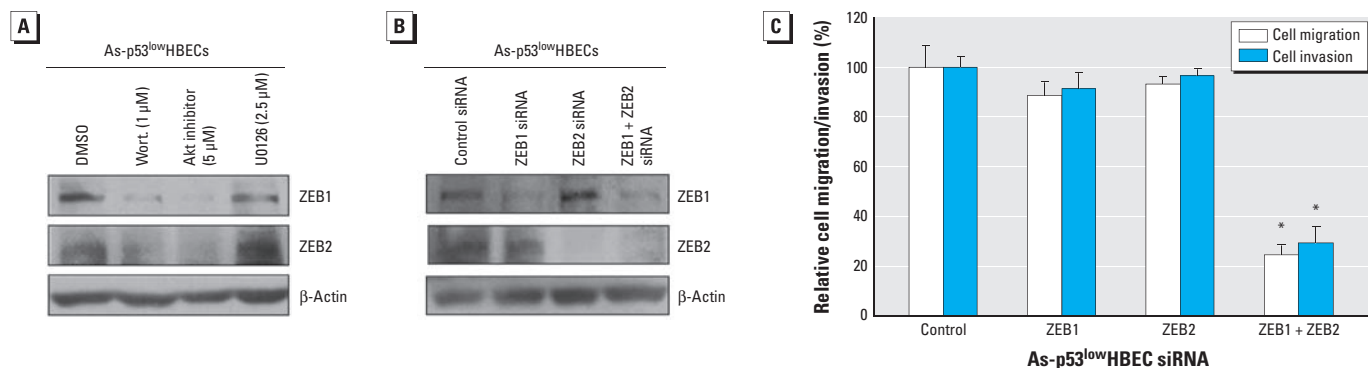 A
As-p53lowHBECs
DMSO
Wort. (1 µM)
Akt inhibitor
(5 µM)
U0126 (2.5 µM)
ZEB1
ZEB2
β-Actin
B
As-p53lowHBECs
Control siRNA
ZEB1 siRNA
ZEB2 siRNA
ZEB1 + ZEB2
siRNA
ZEB1
ZEB2
β-Actin
C
Relative cell migration/invasion (%)
120
100
80
60
40
20
0
Cell migration
Cell invasion
*
*
Control
ZEB1
ZEB2
ZEB1 + ZEB2
As-p53lowHBEC siRNA